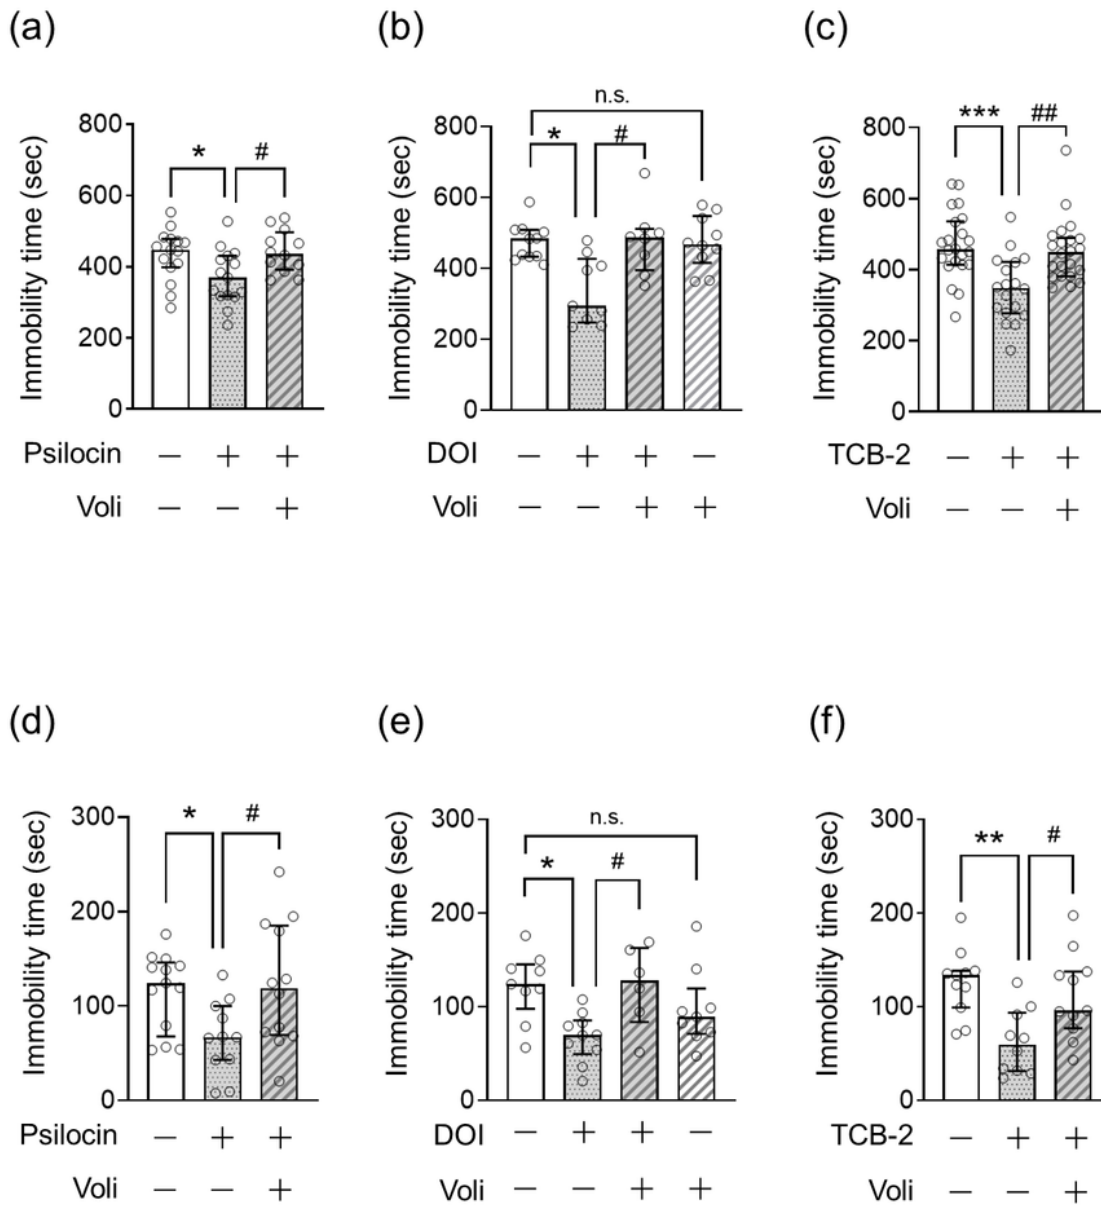 (a)
Immobility time (sec)
800
600
400
200
0
* #
Psilocin − + +
Voli − − +
(b)
Immobility time (sec)
800
600
400
200
0
n.s.
* #
DOI − + + −
Voli − − + +
(c)
Immobility time (sec)
800
600
400
200
0
*** ##
TCB-2 − + +
Voli − − +
(d)
Immobility time (sec)
300
200
100
0
* #
Psilocin − + +
Voli − − +
(e)
Immobility time (sec)
300
200
100
0
n.s.
* #
DOI − + + −
Voli − − + +
(f)
Immobility time (sec)
300
200
100
0
** #
TCB-2 − + +
Voli − − +